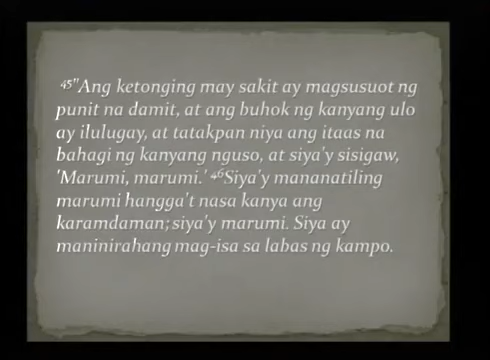 45"Ang ketonging may sakit ay magsusuot ng
punit na damit, at ang buhok ng kanyang ulo
ay ilulugay, at tatakpan niya ang itaas na
bahagi ng kanyang nguso, at siya'y sisigaw,
'Marumi, marumi.' 46Siya'y mananatiling
marumi hangga't nasa kanya ang
karamdaman; siya'y marumi. Siya ay
maninirahang mag-isa sa labas ng kampo.